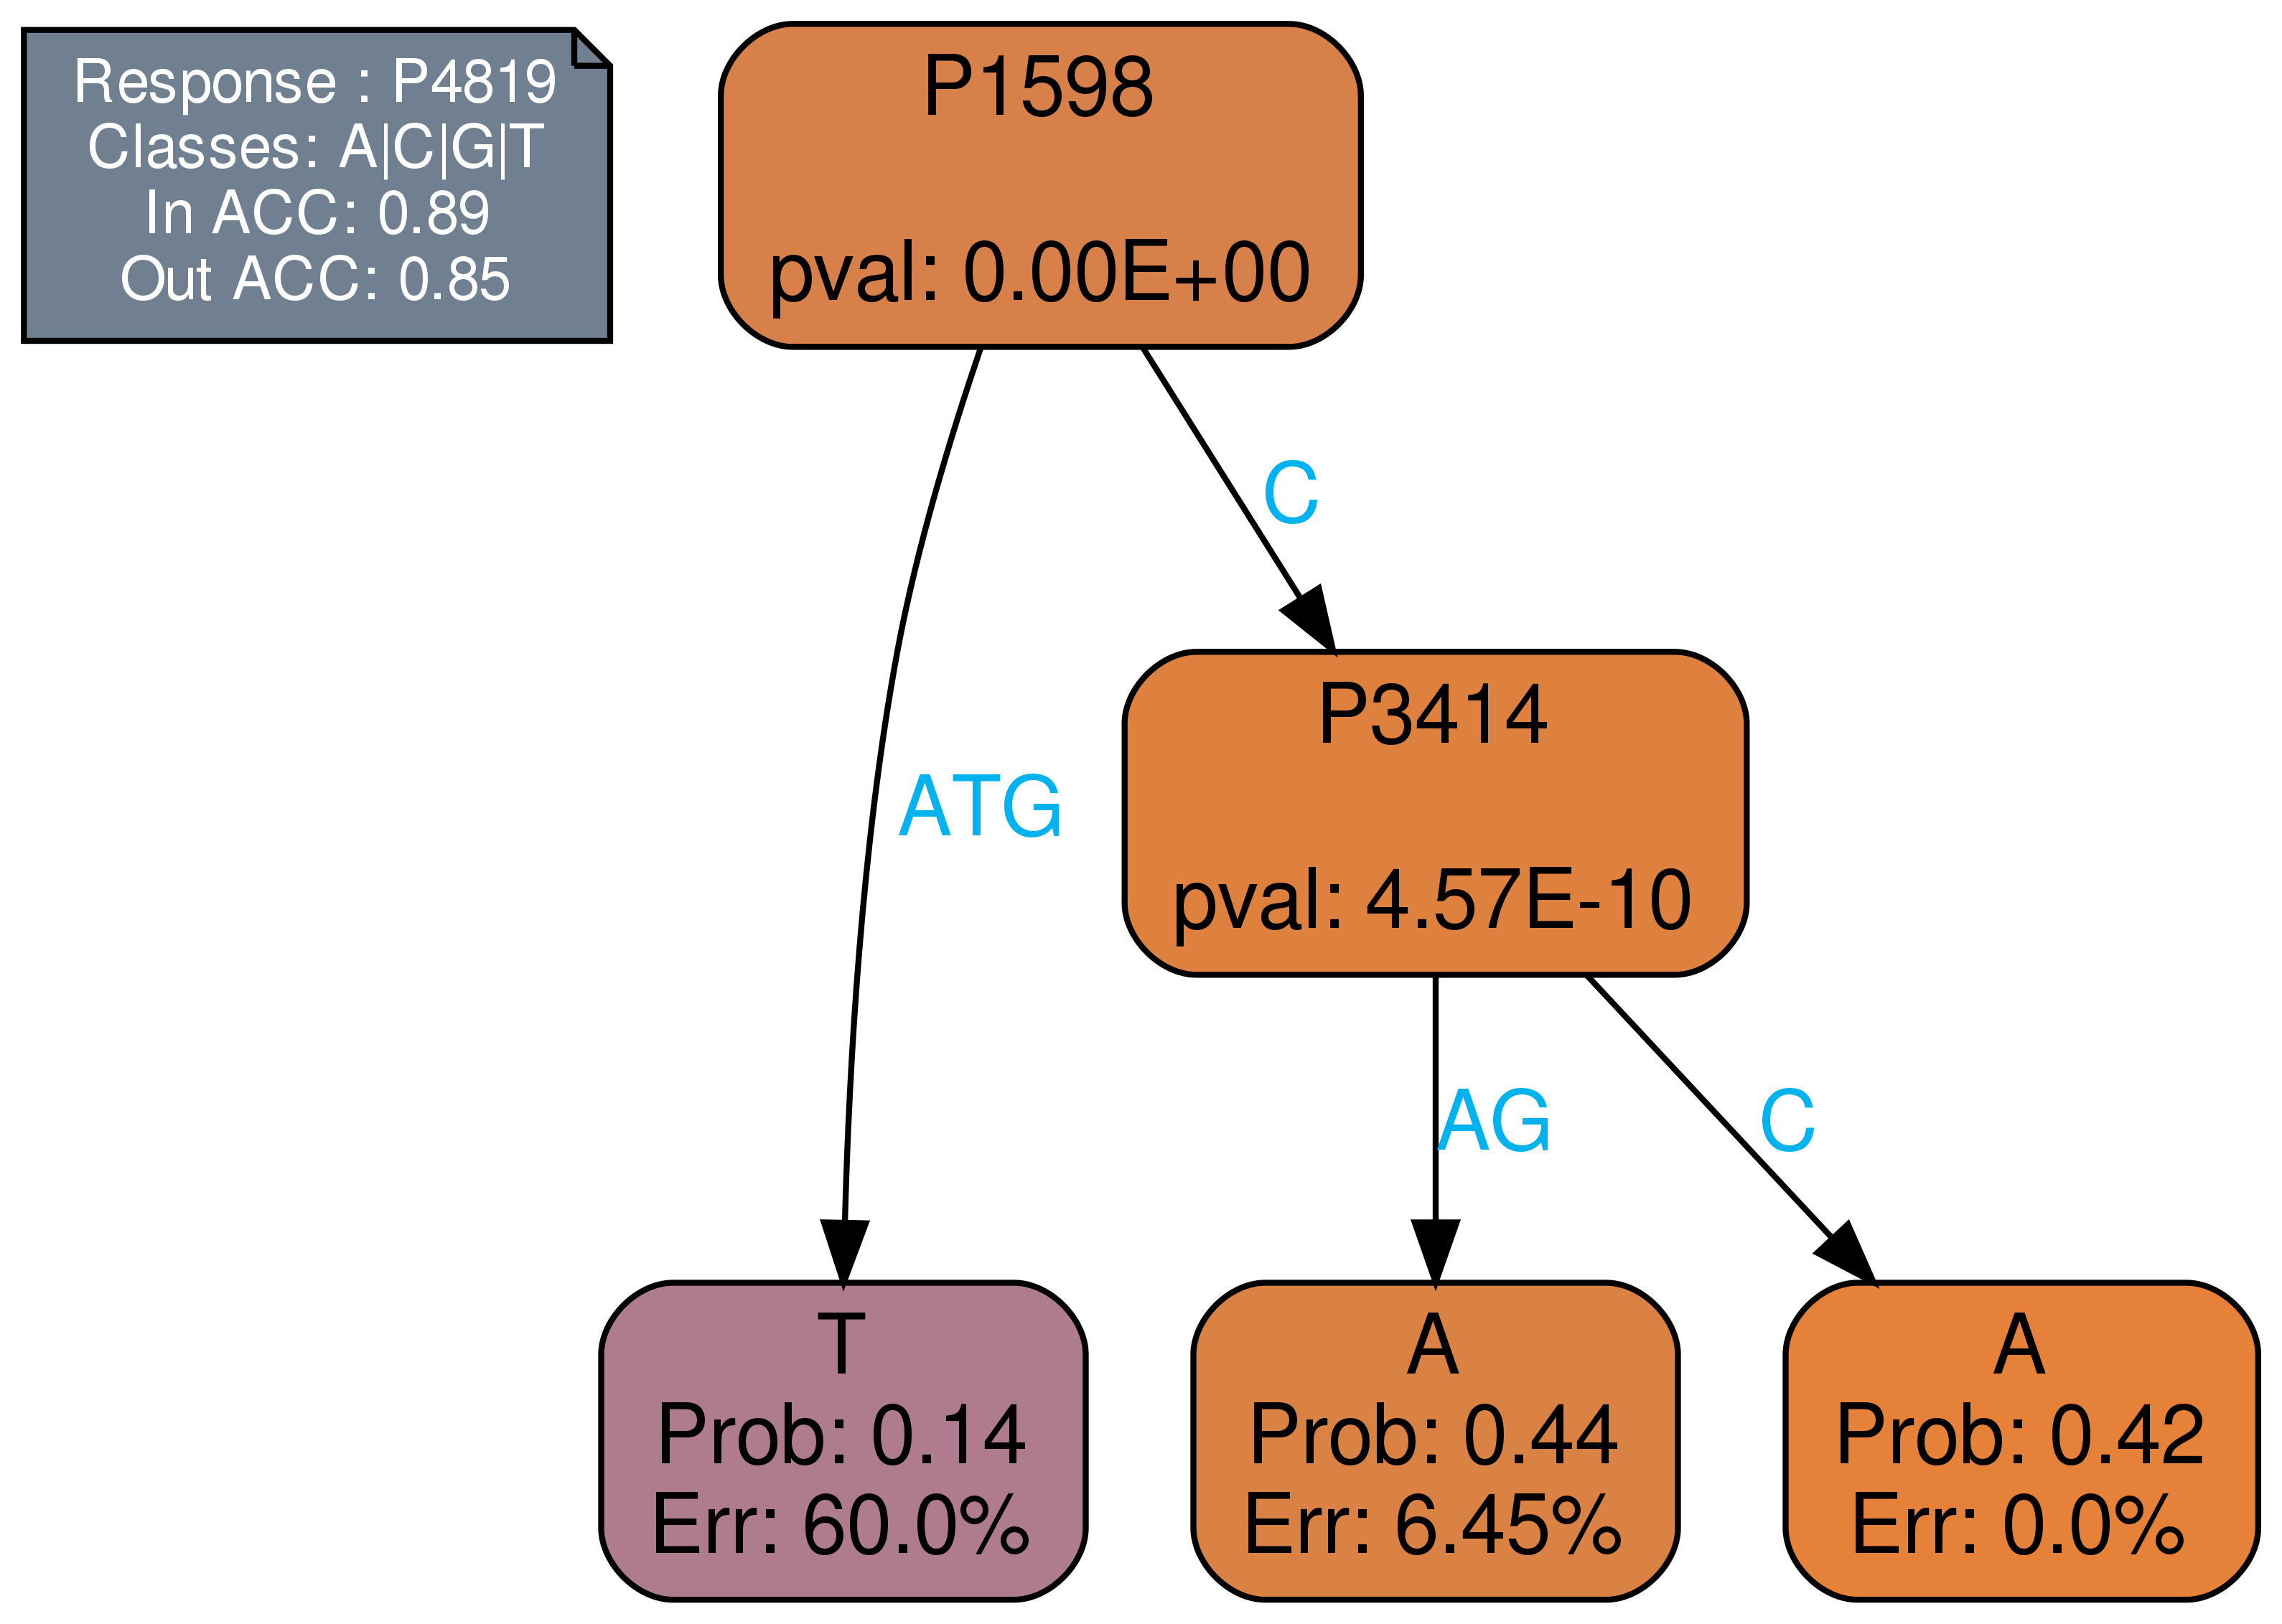 Response : P4819
Classes: A|C|G|T
In ACC: 0.89
Out ACC: 0.85
P1598
pval: 0.00E+00
C
P3414
pval: 4.57E-10
ATG
AG
C
T
Prob: 0.14
Err: 60.0%
A
Prob: 0.44
Err: 6.45%
A
Prob: 0.42
Err: 0.0%